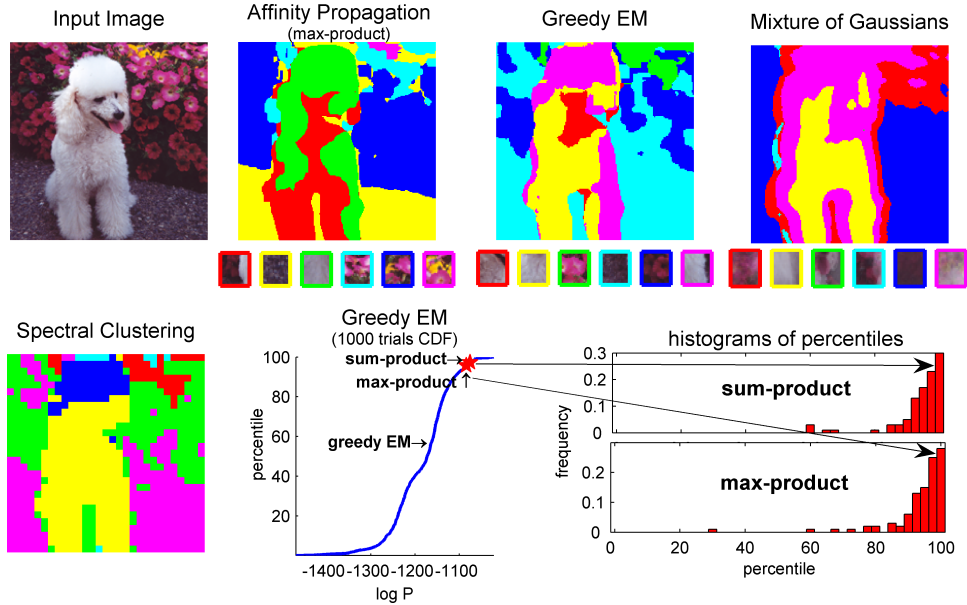 Input Image
Affinity Propagation
(max-product)
Greedy EM
Mixture of Gaussians
Spectral Clustering
Greedy EM
(1000 trials CDF)
sum-product
max-product
greedy EM
percentile
100
80
60
40
20
-1400 -1300 -1200 -1100
log P
histograms of percentiles
frequency
0.3
0.2
0.1
0
sum-product
0.2
0.1
0
max-product
0 20 40 60 80 100
percentile